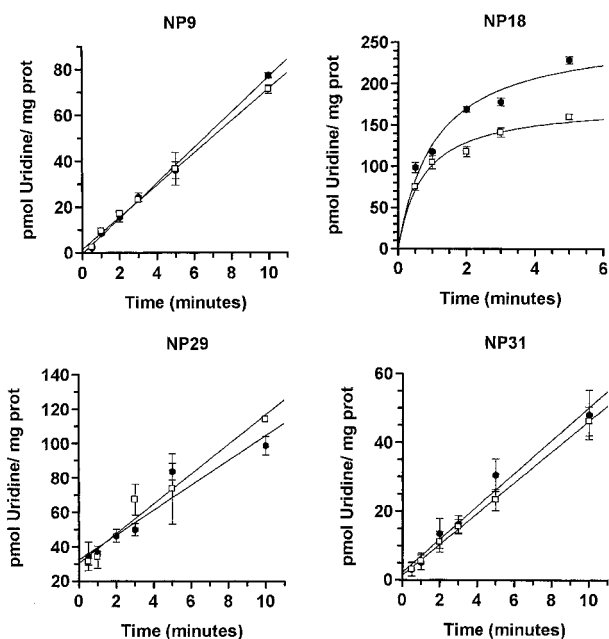 NP9
pmol Uridine/ mg prot
80
60
40
20
0
0 2 4 6 8 10
Time (minutes)
NP18
pmol Uridine/ mg prot
250
200
150
100
50
0
0 2 4 6
Time (minutes)
NP29
pmol Uridine/ mg prot
140
120
100
80
60
40
20
0 2 4 6 8 10
Time (minutes)
NP31
pmol Uridine/ mg prot
60
40
20
0
0 2 4 6 8 10
Time (minutes)